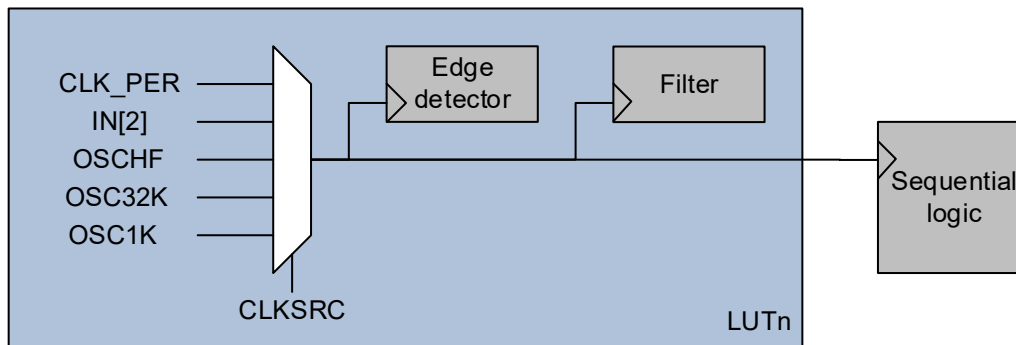 CLK_PER
IN[2]
OSCHF
OSC32K
OSC1K
CLKSRC
Edge
detector
Filter
Sequential
logic
LUTn